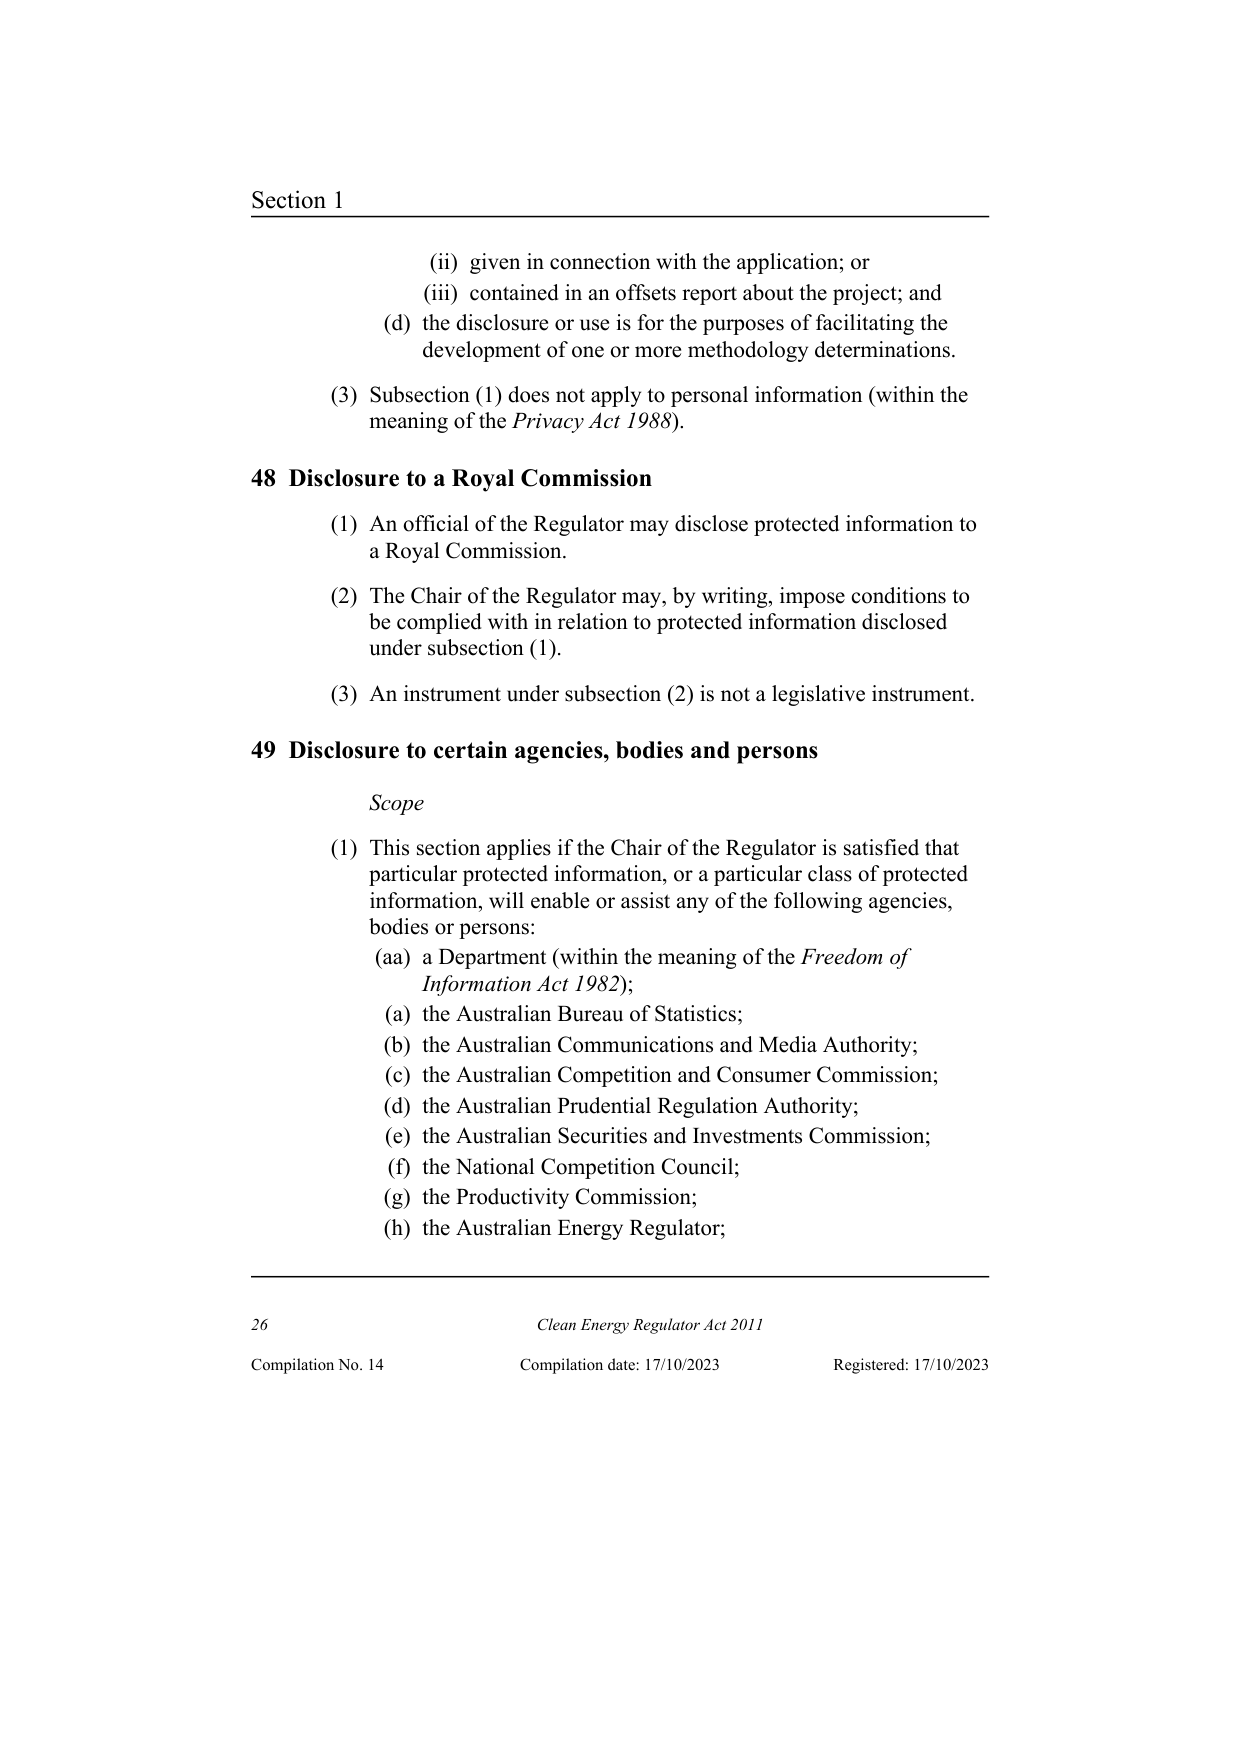 Section 1
(ii) given in connection with the application; or
(iii) contained in an offsets report about the project; and
(d) the disclosure or use is for the purposes of facilitating the
development of one or more methodology determinations.
(3) Subsection (1) does not apply to personal information (within the
meaning of the Privacy Act 1988).
48 Disclosure to a Royal Commission
(1) An official of the Regulator may disclose protected information to
a Royal Commission.
(2) The Chair of the Regulator may, by writing, impose conditions to
be complied with in relation to protected information disclosed
under subsection (1).
(3) An instrument under subsection (2) is not a legislative instrument.
49 Disclosure to certain agencies, bodies and persons
Scope
(1) This section applies if the Chair of the Regulator is satisfied that
particular protected information, or a particular class of protected
information, will enable or assist any of the following agencies,
bodies or persons:
(aa) a Department (within the meaning of the Freedom of
Information Act 1982);
(a) the Australian Bureau of Statistics;
(b) the Australian Communications and Media Authority;
(c) the Australian Competition and Consumer Commission;
(d) the Australian Prudential Regulation Authority;
(e) the Australian Securities and Investments Commission;
(f) the National Competition Council;
(g) the Productivity Commission;
(h) the Australian Energy Regulator;
26 Clean Energy Regulator Act 2011
Compilation No. 14 Compilation date: 17/10/2023 Registered: 17/10/2023